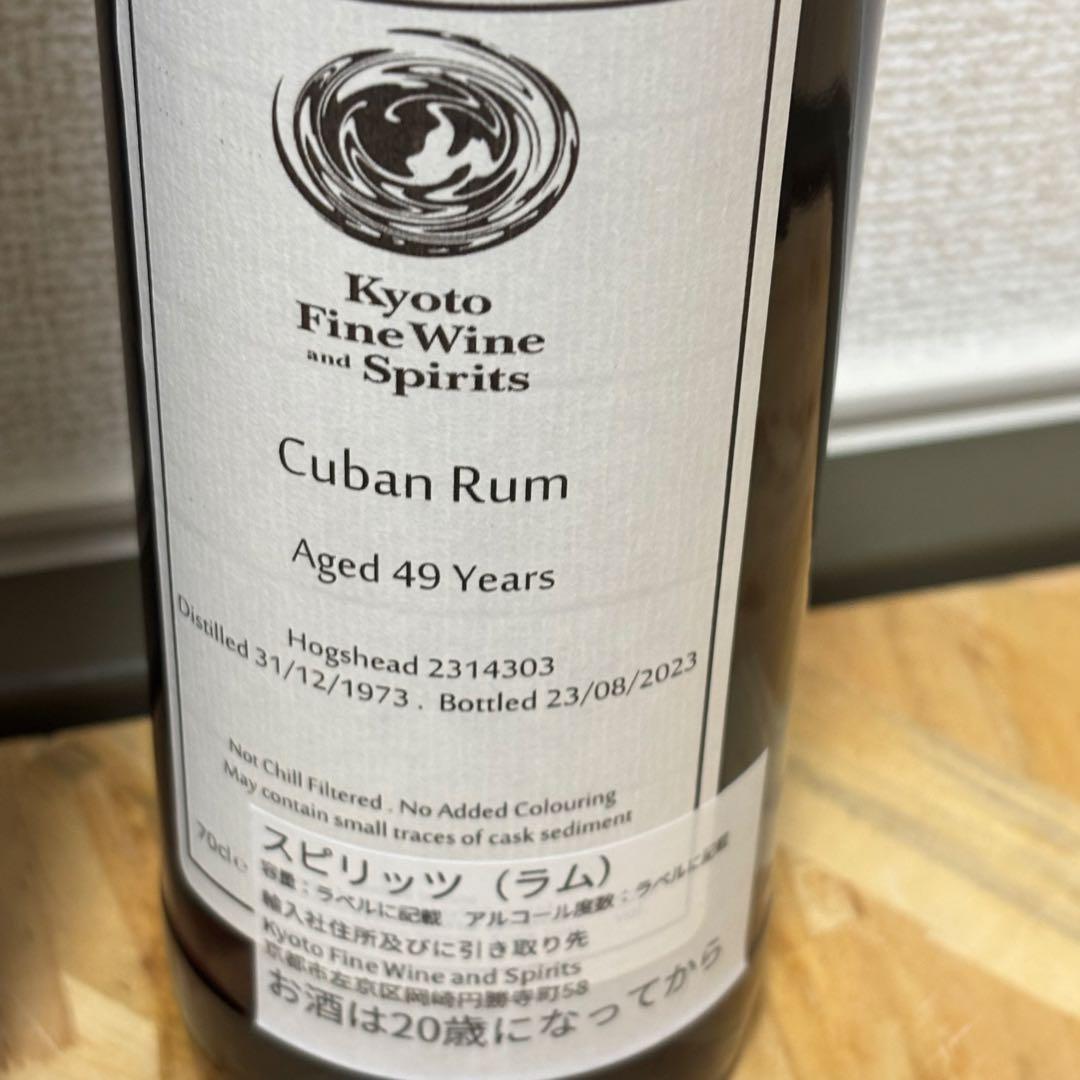 Kyoto
Fine Wine
and Spirits
Cuban Rum
Aged 49 Years
Hogshead 2314303
Distilled 31/12/1973 . Bottled 23/08/2023
Not Chill Filtered . No Added Colouring
May contain small traces of cask sediment
70cl e
スピリッツ（ラム）
容量：ラベルに記載 アルコール度数：ラベルに記載
輸入社住所及びに引き取り先
Kyoto Fine Wine and Spirits
京都市左京区岡崎円勝寺町58
お酒は20歳になってから